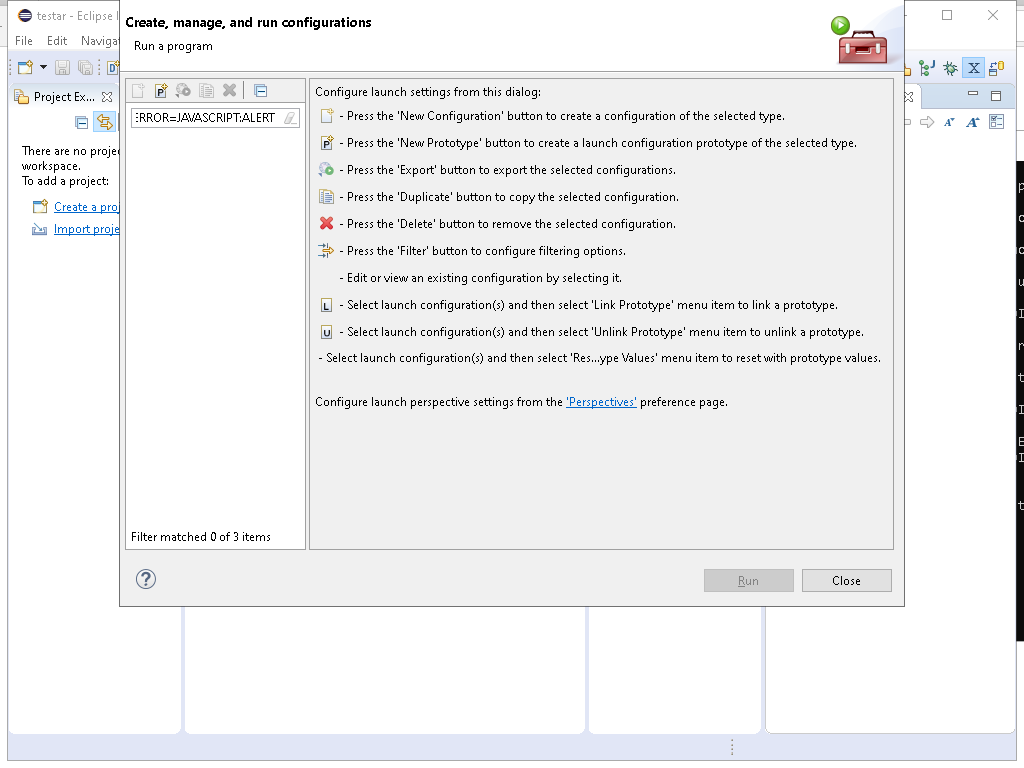 testar - Eclipse I
Create, manage, and run configurations
Run a program
File Edit Naviga
Project Ex...
There are no proje
workspace.
To add a project:
Create a proj
Import proje
ERROR=JAVASCRIPT:ALERT
Filter matched 0 of 3 items
Configure launch settings from this dialog:
- Press the 'New Configuration' button to create a configuration of the selected type.
- Press the 'New Prototype' button to create a launch configuration prototype of the selected type.
- Press the 'Export' button to export the selected configurations.
- Press the 'Duplicate' button to copy the selected configuration.
- Press the 'Delete' button to remove the selected configuration.
- Press the 'Filter' button to configure filtering options.
- Edit or view an existing configuration by selecting it.
- Select launch configuration(s) and then select 'Link Prototype' menu item to link a prototype.
- Select launch configuration(s) and then select 'Unlink Prototype' menu item to unlink a prototype.
- Select launch configuration(s) and then select 'Res...ype Values' menu item to reset with prototype values.
Configure launch perspective settings from the 'Perspectives' preference page.
Run
Close